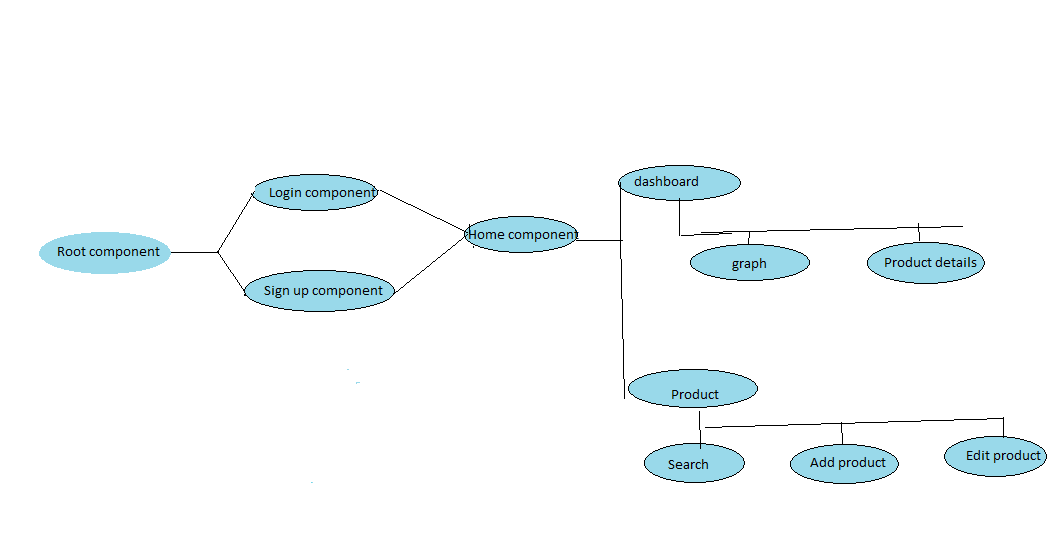 Root component
Login component
Sign up component
Home component
dashboard
graph
Product details
Product
Search
Add product
Edit product